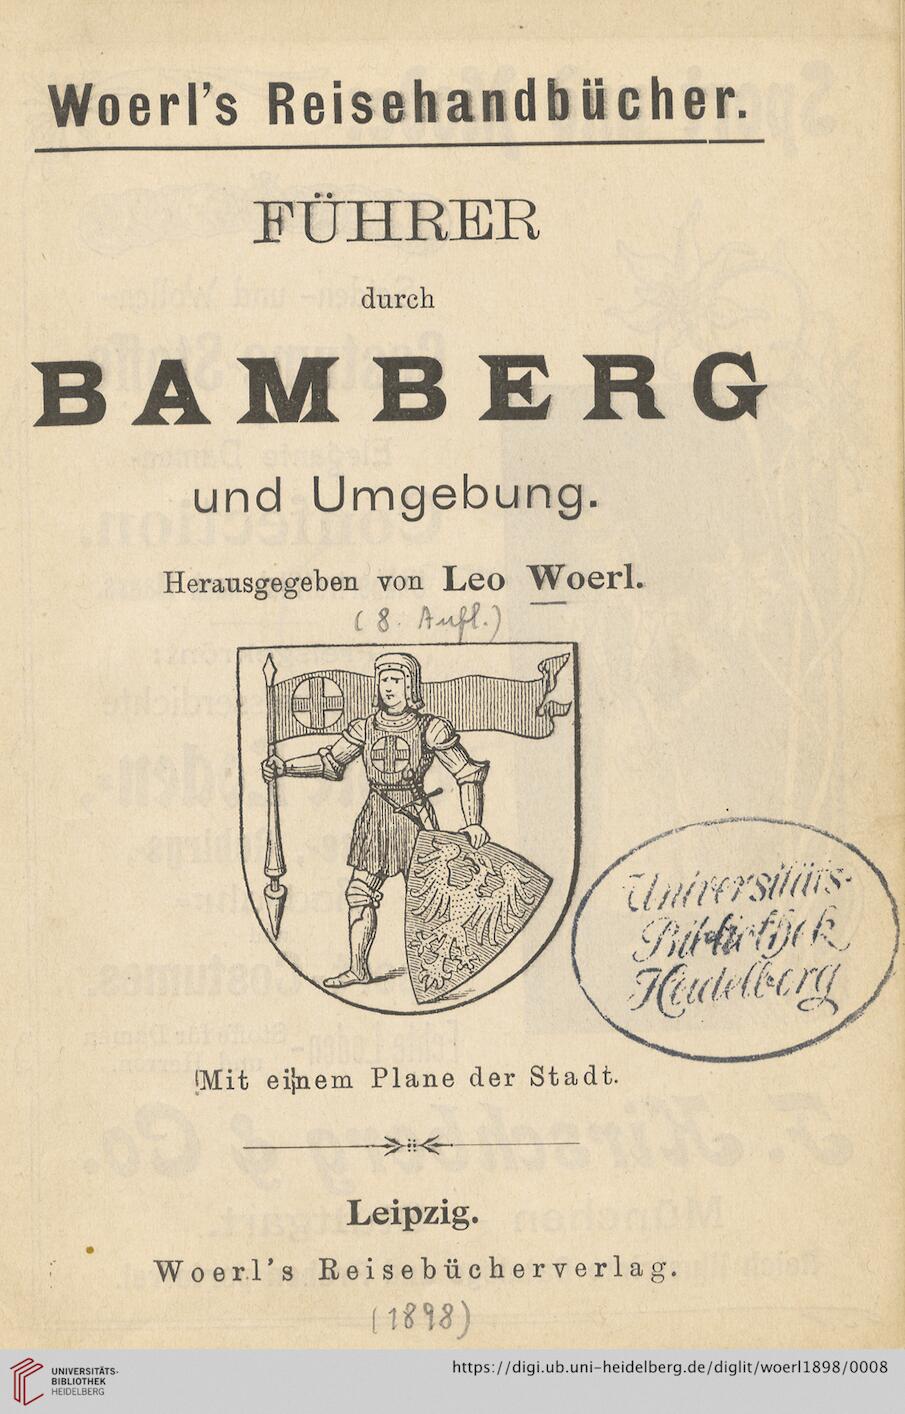 Woerl's Reisehandbücher.
FÜHRER
durch
BAMBERG
und Umgebung.
Herausgegeben von Leo Woerl.
(8. Aufl.)
Universitäts-
Bibliothek
Heidelberg
Mit einem Plane der Stadt.
Leipzig.
Woerl's Reisebücherverlag.
(1898)
UNIVERSITÄTS-
BIBLIOTHEK
HEIDELBERG
https://digi.ub.uni-heidelberg.de/diglit/woerl1898/0008